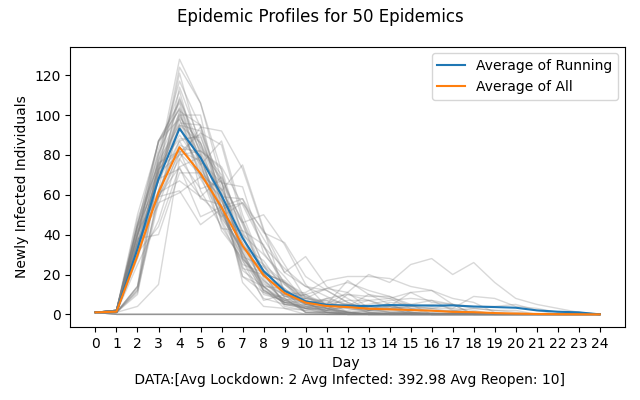 Epidemic Profiles for 50 Epidemics
Newly Infected Individuals
120
100
80
60
40
20
0
Average of Running
Average of All
0 1 2 3 4 5 6 7 8 9 10 11 12 13 14 15 16 17 18 19 20 21 22 23 24
Day
DATA:[Avg Lockdown: 2 Avg Infected: 392.98 Avg Reopen: 10]